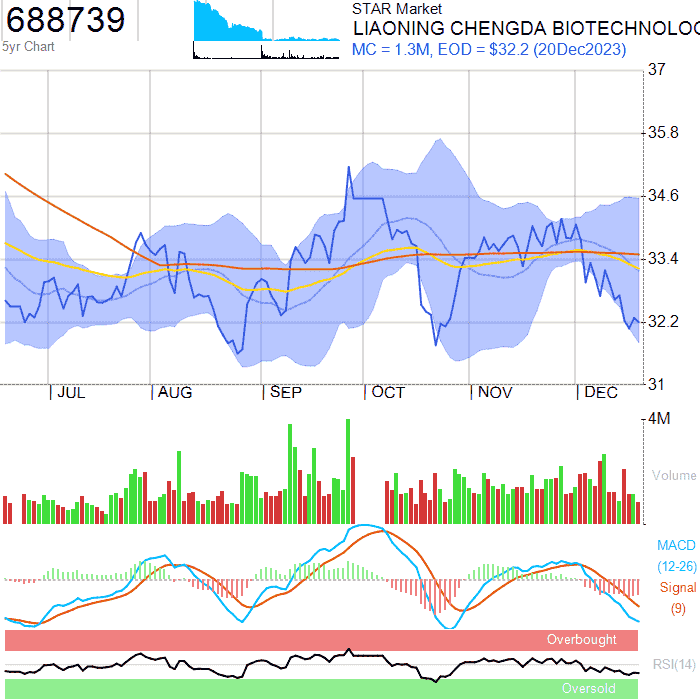 688739
5yr Chart
STAR Market
LIAONING CHENGDA BIOTECHNOLOG
MC = 1.3M, EOD = $32.2 (20Dec2023)
37
35.8
34.6
33.4
32.2
31
JUL
AUG
SEP
OCT
NOV
DEC
4M
Volume
MACD
(12-26)
Signal
(9)
Overbought
RSI(14)
Oversold